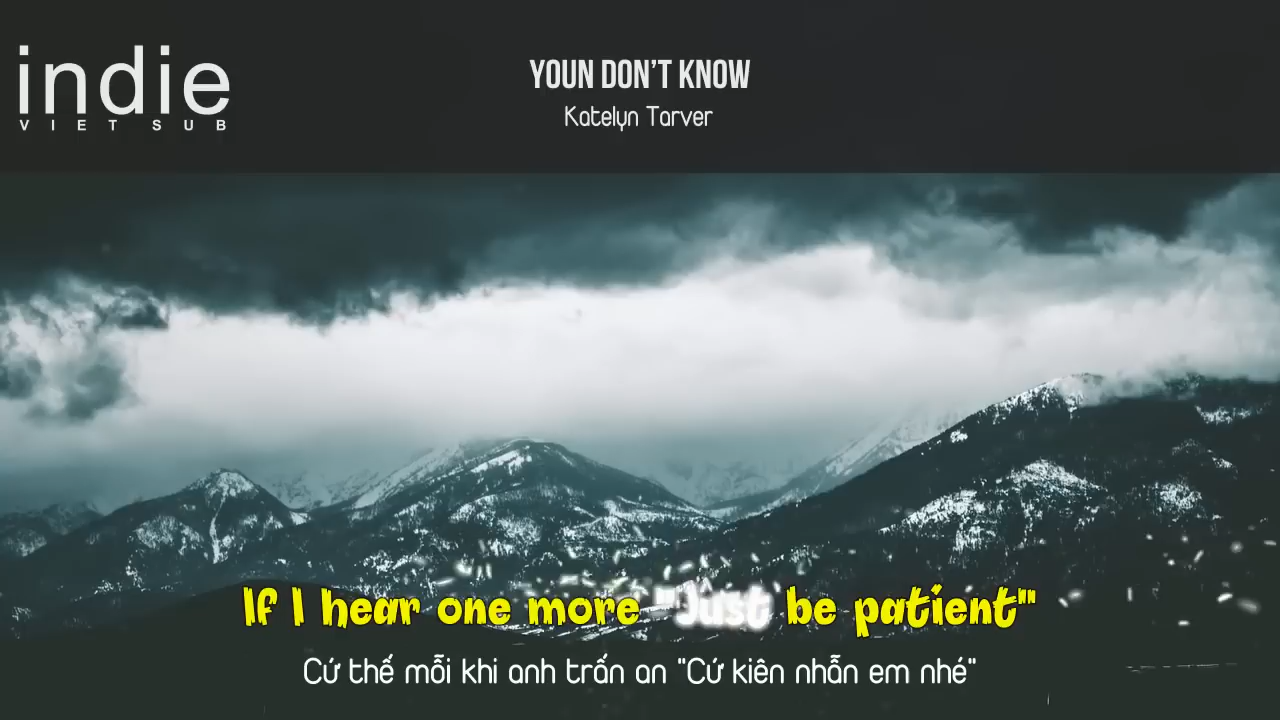 indie
VIET SUB
YOUN DON'T KNOW
Katelyn Tarver
If I hear one more "Just be patient"
Cứ thế mỗi khi anh trấn an "Cứ kiên nhẫn em nhé"